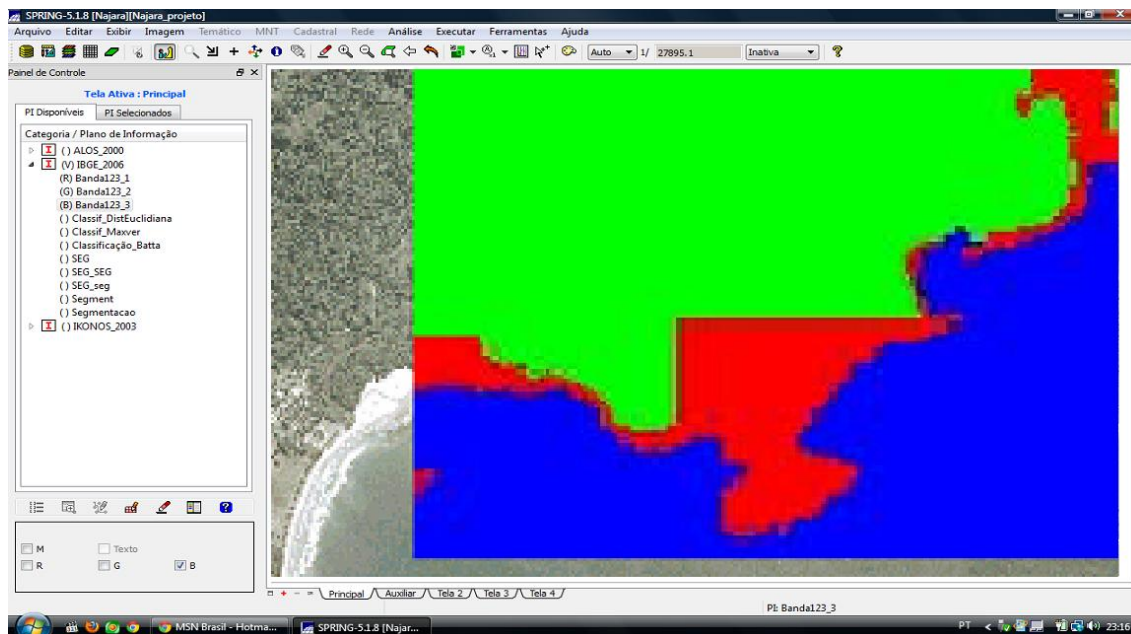 SPRING-5.1.8 [Najara][Najara_projeto]
Arquivo Editar Exibir Imagem Temático MNT Cadastral Rede Análise Executar Ferramentas Ajuda
Auto 1/ 27895.1 Inativa
Painel de Controle
Tela Ativa : Principal
PI Disponíveis PI Selecionados
Categoria / Plano de Informação
( ) ALOS_2000
(V) IBGE_2006
(R) Banda123_1
(G) Banda123_2
(B) Banda123_3
( ) Classif_DistEuclidiana
( ) Classif_Maxver
( ) Classificação_Batta
( ) SEG
( ) SEG_SEG
( ) SEG_seg
( ) Segment
( ) Segmentacao
( ) IKONOS_2003
M Texto
R G B
Principal Auxiliar Tela 2 Tela 3 Tela 4
PI: Banda123_3
MSN Brasil - Hotma... SPRING-5.1.8 [Najar... PT 23:16